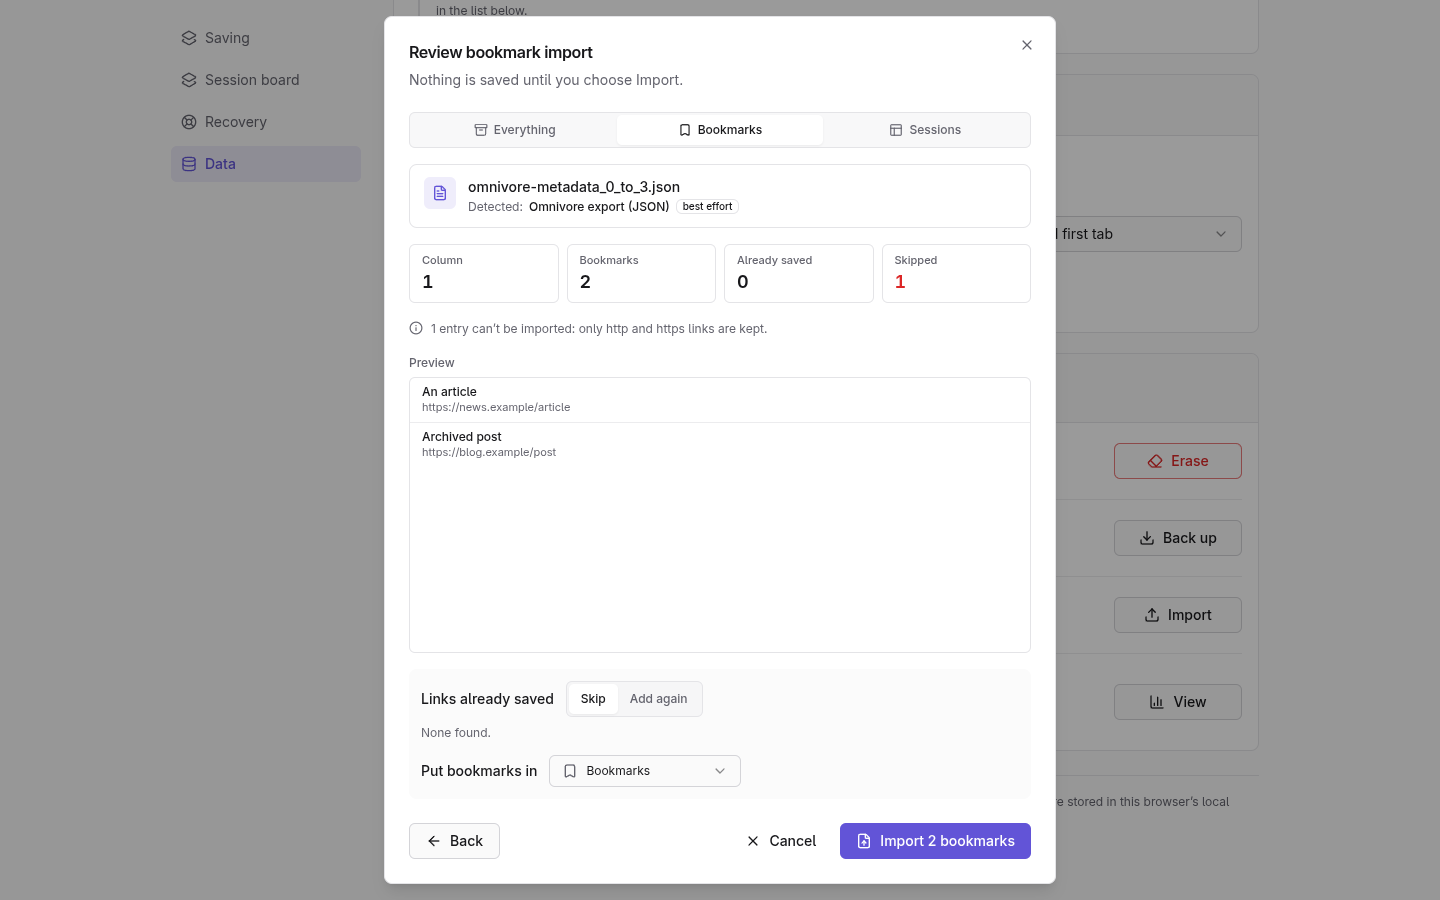 in the list below.
Saving
Session board
Recovery
Data
Review bookmark import
Nothing is saved until you choose Import.
Everything
Bookmarks
Sessions
omnivore-metadata_0_to_3.json
Detected: Omnivore export (JSON) best effort
Column
1
Bookmarks
2
Already saved
0
Skipped
1
1 entry can’t be imported: only http and https links are kept.
Preview
An article
https://news.example/article
Archived post
https://blog.example/post
Links already saved
Skip
Add again
None found.
Put bookmarks in
Bookmarks
Back
Cancel
Import 2 bookmarks
first tab
Erase
Back up
Import
View
stored in this browser’s local